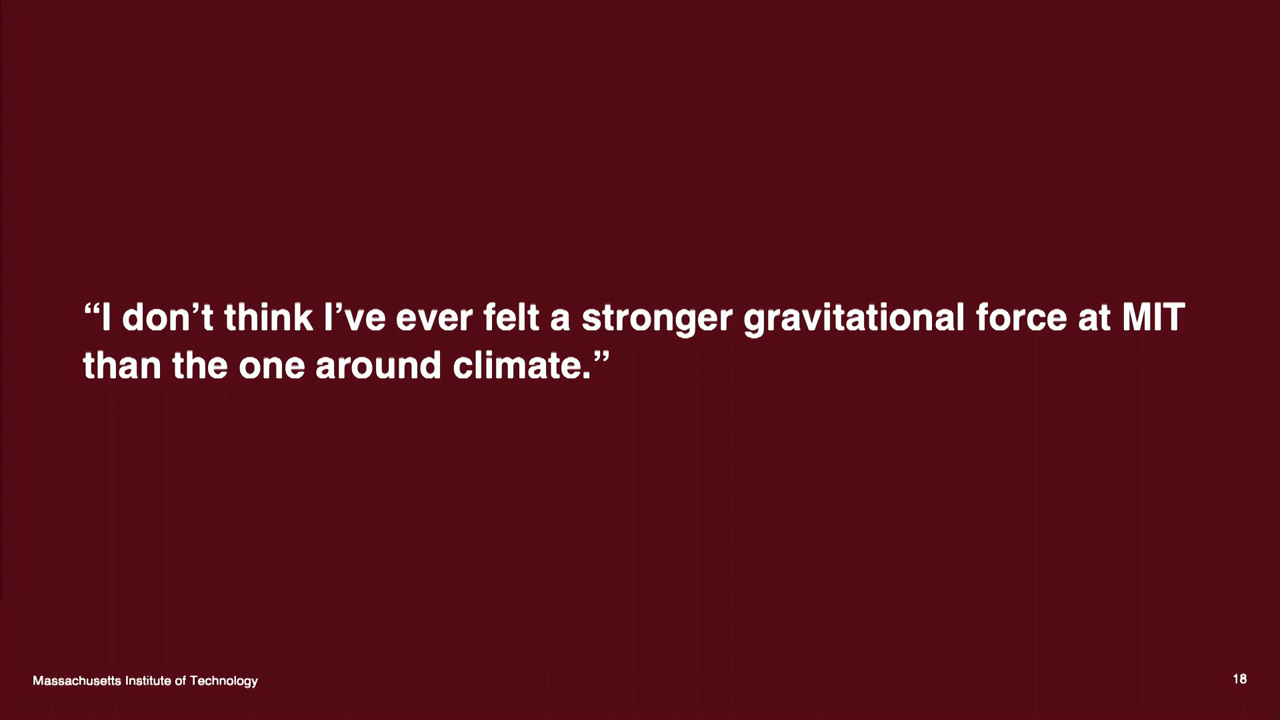 “I don’t think I’ve ever felt a stronger gravitational force at MIT
than the one around climate.”
Massachusetts Institute of Technology
18